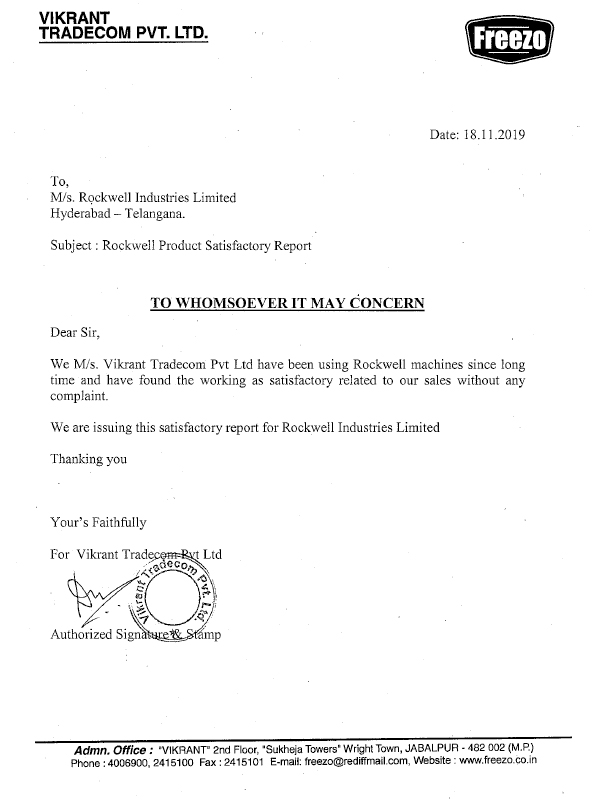 VIKRANT
TRADECOM PVT. LTD.
Freezo
Date: 18.11.2019
To,
M/s. Rockwell Industries Limited
Hyderabad – Telangana.
Subject : Rockwell Product Satisfactory Report
TO WHOMSOEVER IT MAY CONCERN
Dear Sir,
We M/s. Vikrant Tradecom Pvt Ltd have been using Rockwell machines since long
time and have found the working as satisfactory related to our sales without any
complaint.
We are issuing this satisfactory report for Rockwell Industries Limited
Thanking you
Your's Faithfully
For Vikrant Tradecom Pvt Ltd
Vikrant Tradecom Pvt. Ltd.
Authorized Signature & Stamp
Admn. Office : "VIKRANT" 2nd Floor, "Sukheja Towers" Wright Town, JABALPUR - 482 002 (M.P.)
Phone : 4006900, 2415100 Fax : 2415101 E-mail: freezo@rediffmail.com, Website : www.freezo.co.in